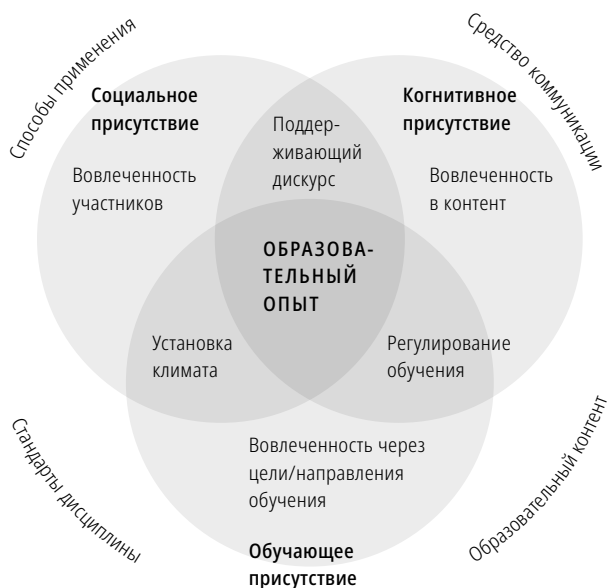 Способы применения
Средство коммуникации
Социальное
присутствие
Когнитивное
присутствие
Поддер-
живающий
дискурс
Вовлеченность
участников
Вовлеченность
в контент
ОБРАЗОВА-
ТЕЛЬНЫЙ
ОПЫТ
Установка
климата
Регулирование
обучения
Стандарты дисциплины
Образовательный контент
Вовлеченность через
цели/направления
обучения
Обучающее
присутствие